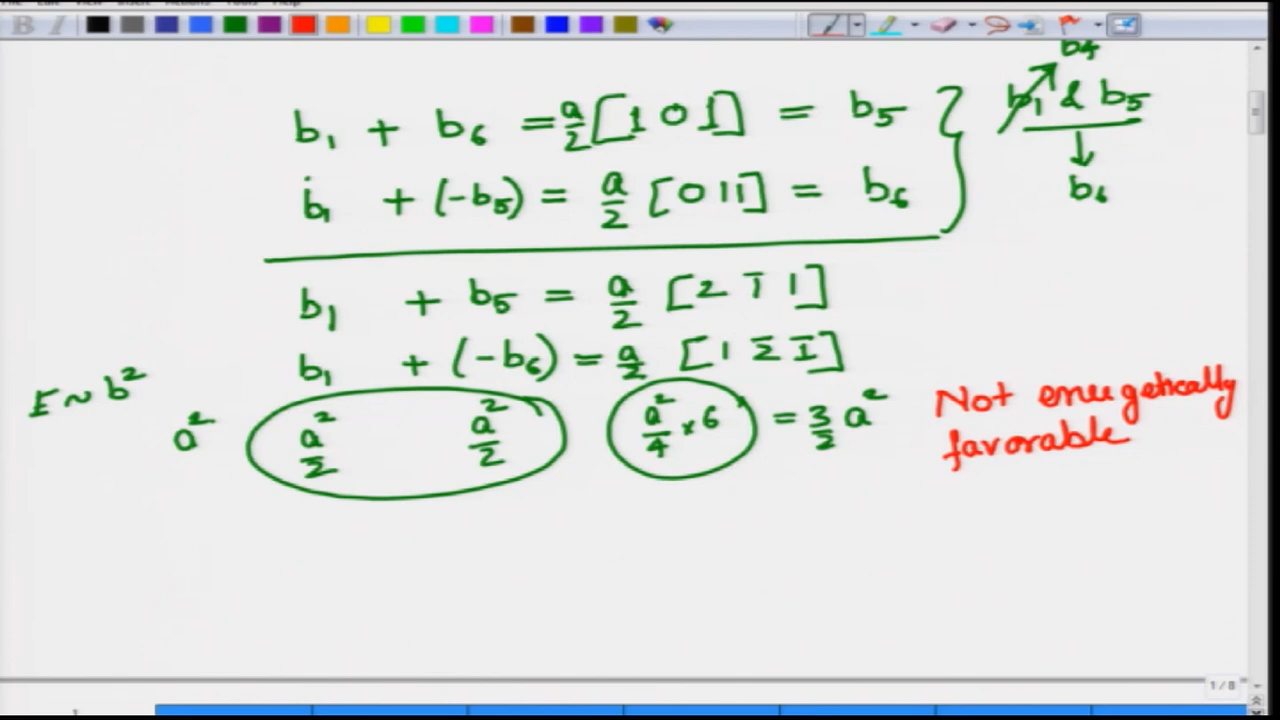 b4
b₁ + b₆ = a/2 [1 0 1] = b₅ } b₁ & b₅
b₁ + (-b₅) = a/2 [0 1 1] = b₆ ↓ b₆
b₁ + b₅ = a/2 [2 1̄ 1]
b₁ + (-b₆) = a/2 [1 2̄ 1̄]
E ~ b²
a² a²/2 a²/2 a²/4 × 6 = 3/2 a² Not energetically
favorable
1 / 8